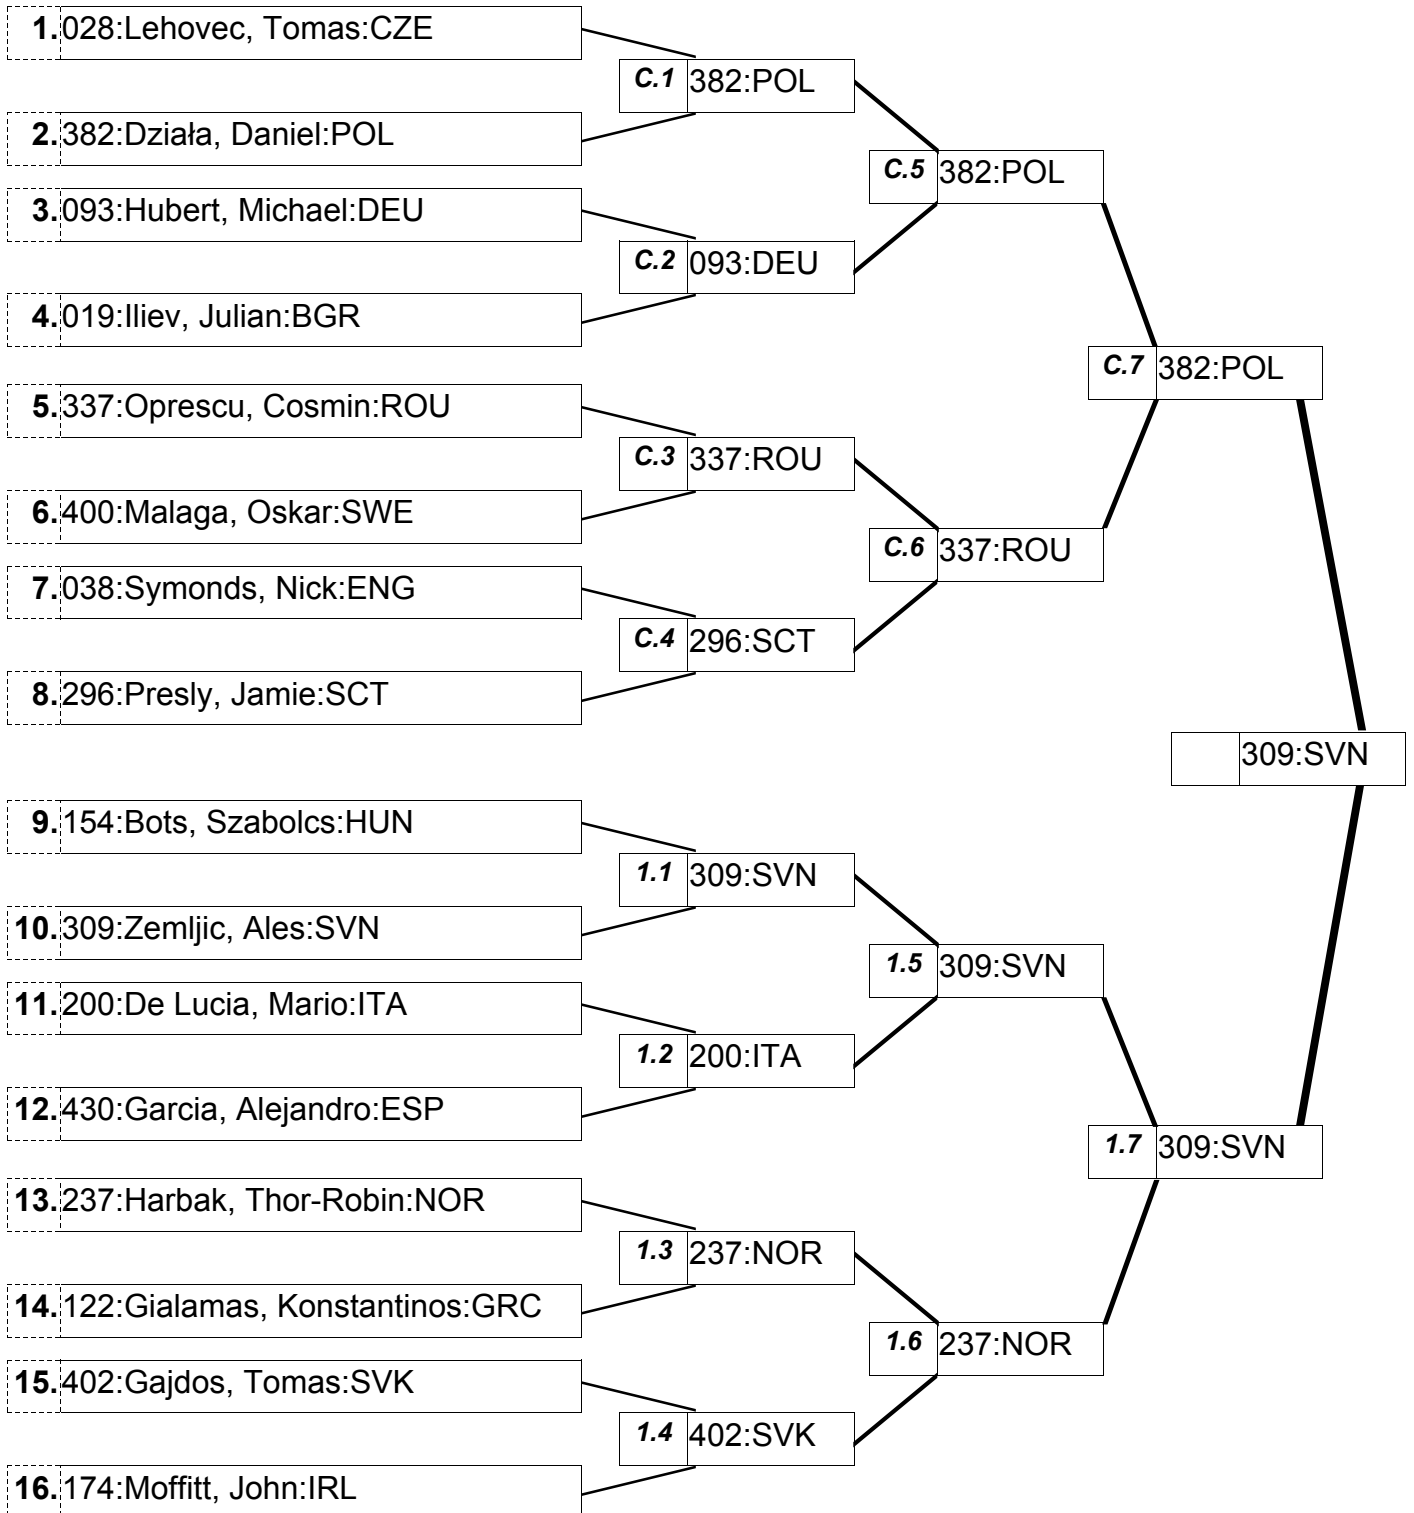 1. 028:Lehovec, Tomas:CZE
C.1 382:POL
2. 382:Działa, Daniel:POL
C.5 382:POL
3. 093:Hubert, Michael:DEU
C.2 093:DEU
4. 019:Iliev, Julian:BGR
C.7 382:POL
5. 337:Oprescu, Cosmin:ROU
C.3 337:ROU
6. 400:Malaga, Oskar:SWE
C.6 337:ROU
7. 038:Symonds, Nick:ENG
C.4 296:SCT
8. 296:Presly, Jamie:SCT
309:SVN
9. 154:Bots, Szabolcs:HUN
1.1 309:SVN
10. 309:Zemljic, Ales:SVN
1.5 309:SVN
11. 200:De Lucia, Mario:ITA
1.2 200:ITA
12. 430:Garcia, Alejandro:ESP
1.7 309:SVN
13. 237:Harbak, Thor-Robin:NOR
1.3 237:NOR
14. 122:Gialamas, Konstantinos:GRC
1.6 237:NOR
15. 402:Gajdos, Tomas:SVK
1.4 402:SVK
16. 174:Moffitt, John:IRL